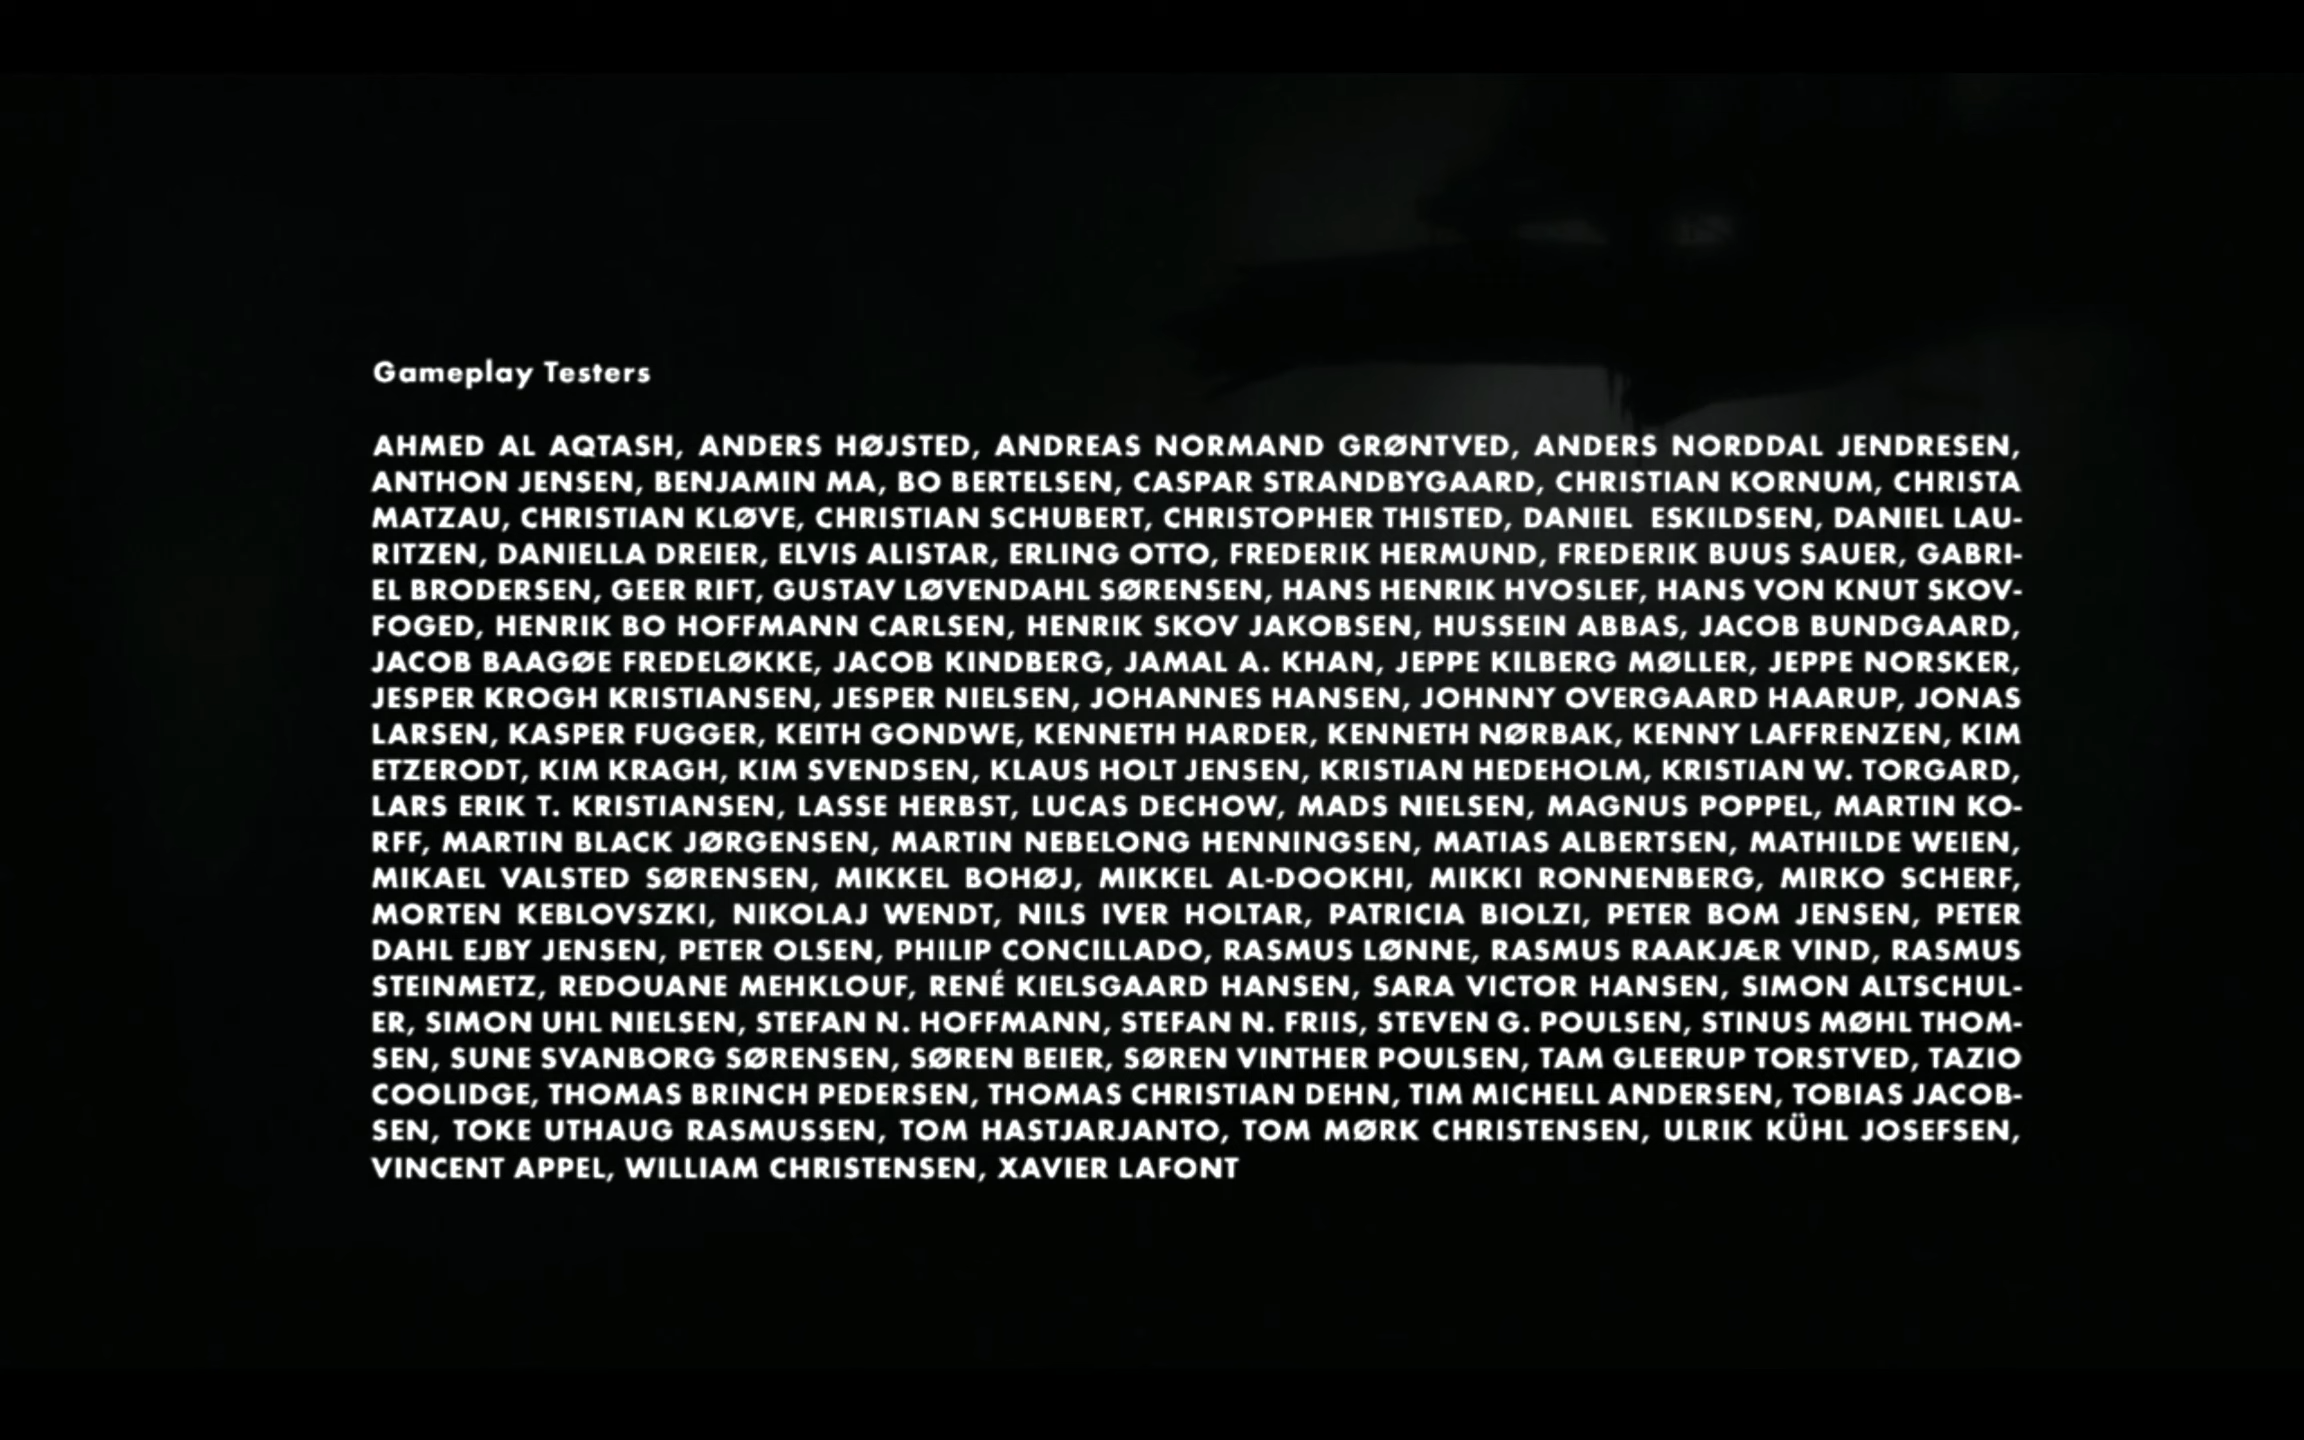 Gameplay Testers
AHMED AL AQTASH, ANDERS HØJSTED, ANDREAS NORMAND GRØNTVED, ANDERS NORDDAL JENDRESEN,
ANTHON JENSEN, BENJAMIN MA, BO BERTELSEN, CASPAR STRANDBYGAARD, CHRISTIAN KORNUM, CHRISTA
MATZAU, CHRISTIAN KLØVE, CHRISTIAN SCHUBERT, CHRISTOPHER THISTED, DANIEL  ESKILDSEN, DANIEL LAU-
RITZEN, DANIELLA DREIER, ELVIS ALISTAR, ERLING OTTO, FREDERIK HERMUND, FREDERIK BUUS SAUER, GABRI-
EL BRODERSEN, GEER RIFT, GUSTAV LØVENDAHL SØRENSEN, HANS HENRIK HVOSLEF, HANS VON KNUT SKOV-
FOGED, HENRIK BO HOFFMANN CARLSEN, HENRIK SKOV JAKOBSEN, HUSSEIN ABBAS, JACOB BUNDGAARD,
JACOB BAAGØE FREDELØKKE, JACOB KINDBERG, JAMAL A. KHAN, JEPPE KILBERG MØLLER, JEPPE NORSKER,
JESPER KROGH KRISTIANSEN, JESPER NIELSEN, JOHANNES HANSEN, JOHNNY OVERGAARD HAARUP, JONAS
LARSEN, KASPER FUGGER, KEITH GONDWE, KENNETH HARDER, KENNETH NØRBAK, KENNY LAFFRENZEN, KIM
ETZERODT, KIM KRAGH, KIM SVENDSEN, KLAUS HOLT JENSEN, KRISTIAN HEDEHOLM, KRISTIAN W. TORGARD,
LARS ERIK T. KRISTIANSEN, LASSE HERBST, LUCAS DECHOW, MADS NIELSEN, MAGNUS POPPEL, MARTIN KO-
RFF, MARTIN BLACK JØRGENSEN, MARTIN NEBELONG HENNINGSEN, MATIAS ALBERTSEN, MATHILDE WEIEN,
MIKAEL VALSTED SØRENSEN, MIKKEL BOHØJ, MIKKEL AL-DOOKHI, MIKKI RONNENBERG, MIRKO SCHERF,
MORTEN KEBLOVSZKI, NIKOLAJ WENDT, NILS IVER HOLTAR, PATRICIA BIOLZI, PETER BOM JENSEN, PETER
DAHL EJBY JENSEN, PETER OLSEN, PHILIP CONCILLADO, RASMUS LØNNE, RASMUS RAAKJÆR VIND, RASMUS
STEINMETZ, REDOUANE MEHKLOUF, RENÉ KIELSGAARD HANSEN, SARA VICTOR HANSEN, SIMON ALTSCHUL-
ER, SIMON UHL NIELSEN, STEFAN N. HOFFMANN, STEFAN N. FRIIS, STEVEN G. POULSEN, STINUS MØHL THOM-
SEN, SUNE SVANBORG SØRENSEN, SØREN BEIER, SØREN VINTHER POULSEN, TAM GLEERUP TORSTVED, TAZIO
COOLIDGE, THOMAS BRINCH PEDERSEN, THOMAS CHRISTIAN DEHN, TIM MICHELL ANDERSEN, TOBIAS JACOB-
SEN, TOKE UTHAUG RASMUSSEN, TOM HASTJARJANTO, TOM MØRK CHRISTENSEN, ULRIK KÜHL JOSEFSEN,
VINCENT APPEL, WILLIAM CHRISTENSEN, XAVIER LAFONT